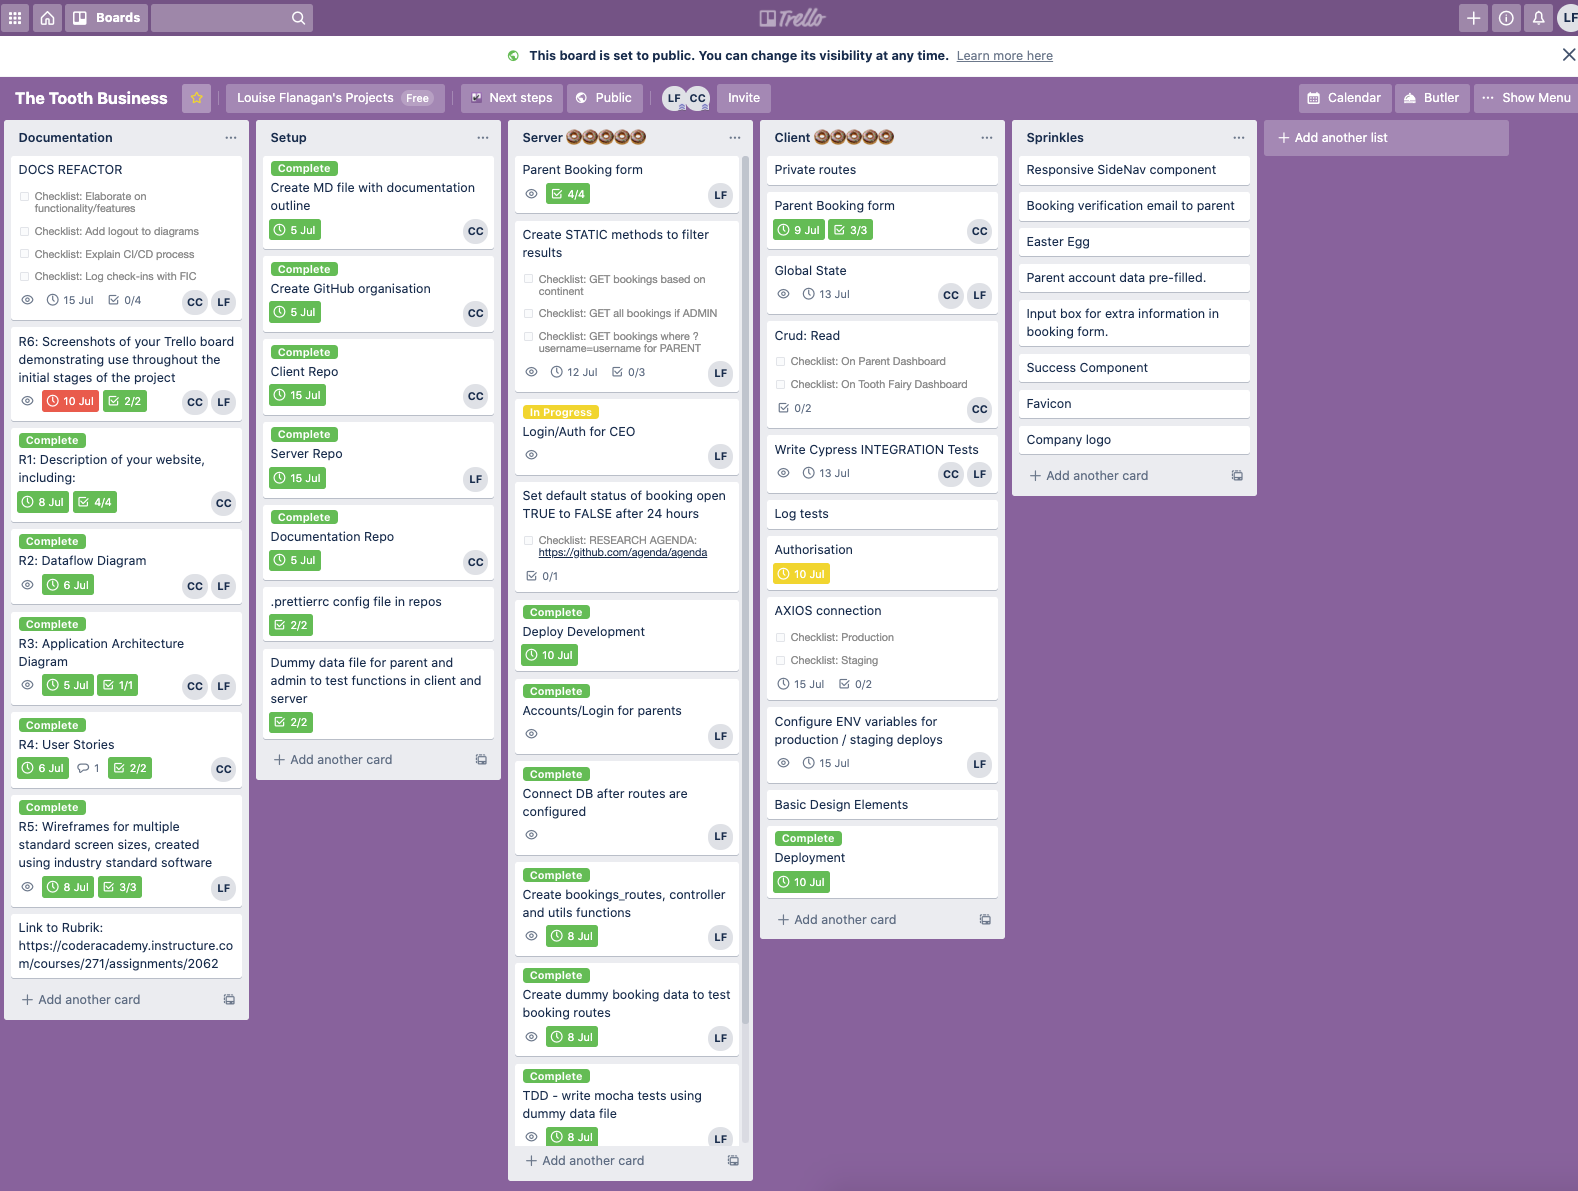 Boards
Trello
LF
This board is set to public. You can change its visibility at any time. Learn more here
The Tooth Business
Louise Flanagan's Projects Free
Next steps
Public
LF CC
Invite
Calendar
Butler
Show Menu
Documentation
DOCS REFACTOR
Checklist: Elaborate on
functionality/features
Checklist: Add logout to diagrams
Checklist: Explain CI/CD process
Checklist: Log check-ins with FIC
15 Jul 0/4 CC LF
R6: Screenshots of your Trello board
demonstrating use throughout the
initial stages of the project
10 Jul 2/2 CC LF
Complete
R1: Description of your website,
including:
8 Jul 4/4 CC
Complete
R2: Dataflow Diagram
6 Jul CC LF
Complete
R3: Application Architecture
Diagram
5 Jul 1/1 CC LF
Complete
R4: User Stories
6 Jul 1 2/2 CC
Complete
R5: Wireframes for multiple
standard screen sizes, created
using industry standard software
8 Jul 3/3 LF
Link to Rubrik:
https://coderacademy.instructure.co
m/courses/271/assignments/2062
+ Add another card
Setup
Complete
Create MD file with documentation
outline
5 Jul CC
Complete
Create GitHub organisation
5 Jul CC
Complete
Client Repo
15 Jul CC
Complete
Server Repo
15 Jul LF
Complete
Documentation Repo
5 Jul CC
.prettierrc config file in repos
2/2
Dummy data file for parent and
admin to test functions in client and
server
2/2
+ Add another card
Server 🍩🍩🍩🍩🍩
Parent Booking form
4/4 LF
Create STATIC methods to filter
results
Checklist: GET bookings based on
continent
Checklist: GET all bookings if ADMIN
Checklist: GET bookings where ?
username=username for PARENT
12 Jul 0/3 LF
In Progress
Login/Auth for CEO
LF
Set default status of booking open
TRUE to FALSE after 24 hours
Checklist: RESEARCH AGENDA:
https://github.com/agenda/agenda
0/1
Complete
Deploy Development
10 Jul
Complete
Accounts/Login for parents
LF
Complete
Connect DB after routes are
configured
LF
Complete
Create bookings_routes, controller
and utils functions
8 Jul LF
Complete
Create dummy booking data to test
booking routes
8 Jul LF
Complete
TDD - write mocha tests using
dummy data file
8 Jul LF
+ Add another card
Client 🍩🍩🍩🍩🍩
Private routes
Parent Booking form
9 Jul 3/3 CC
Global State
13 Jul CC LF
Crud: Read
Checklist: On Parent Dashboard
Checklist: On Tooth Fairy Dashboard
0/2 CC
Write Cypress INTEGRATION Tests
13 Jul CC LF
Log tests
Authorisation
10 Jul
AXIOS connection
Checklist: Production
Checklist: Staging
15 Jul 0/2
Configure ENV variables for
production / staging deploys
15 Jul LF
Basic Design Elements
Complete
Deployment
10 Jul
+ Add another card
Sprinkles
Responsive SideNav component
Booking verification email to parent
Easter Egg
Parent account data pre-filled.
Input box for extra information in
booking form.
Success Component
Favicon
Company logo
+ Add another card
+ Add another list